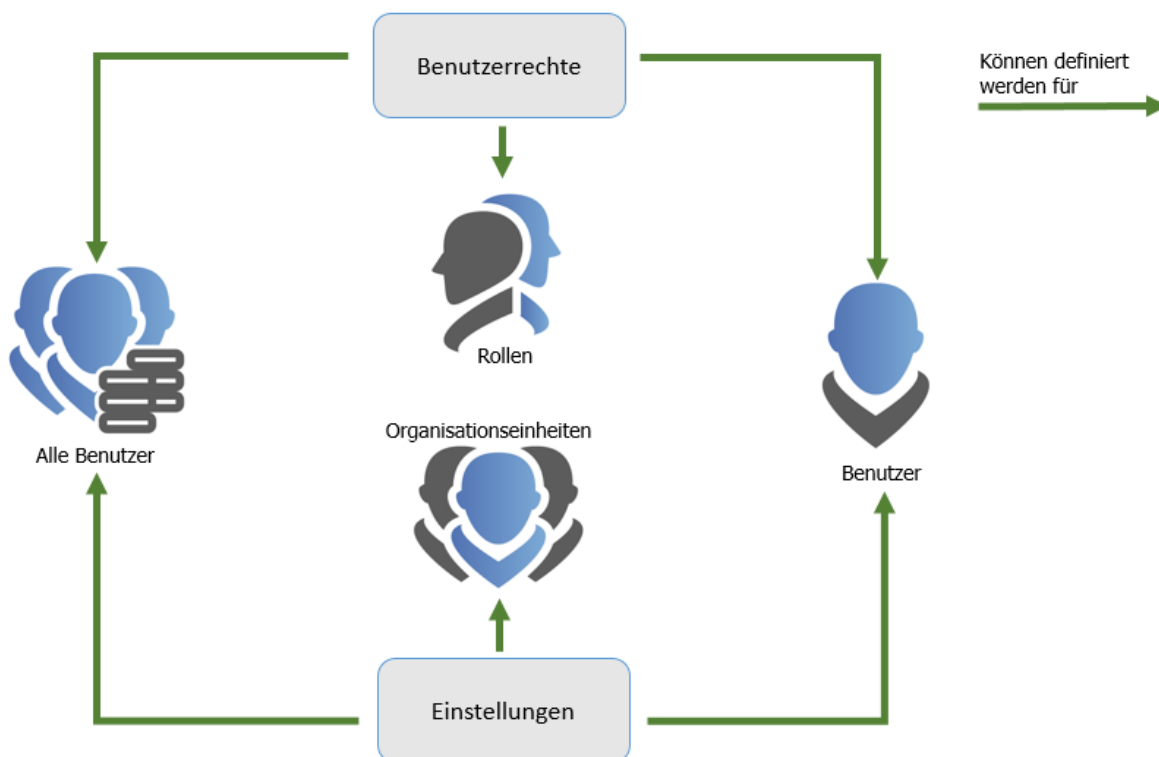 Benutzerrechte
Können definiert
werden für
Rollen
Organisationseinheiten
Alle Benutzer
Benutzer
Einstellungen